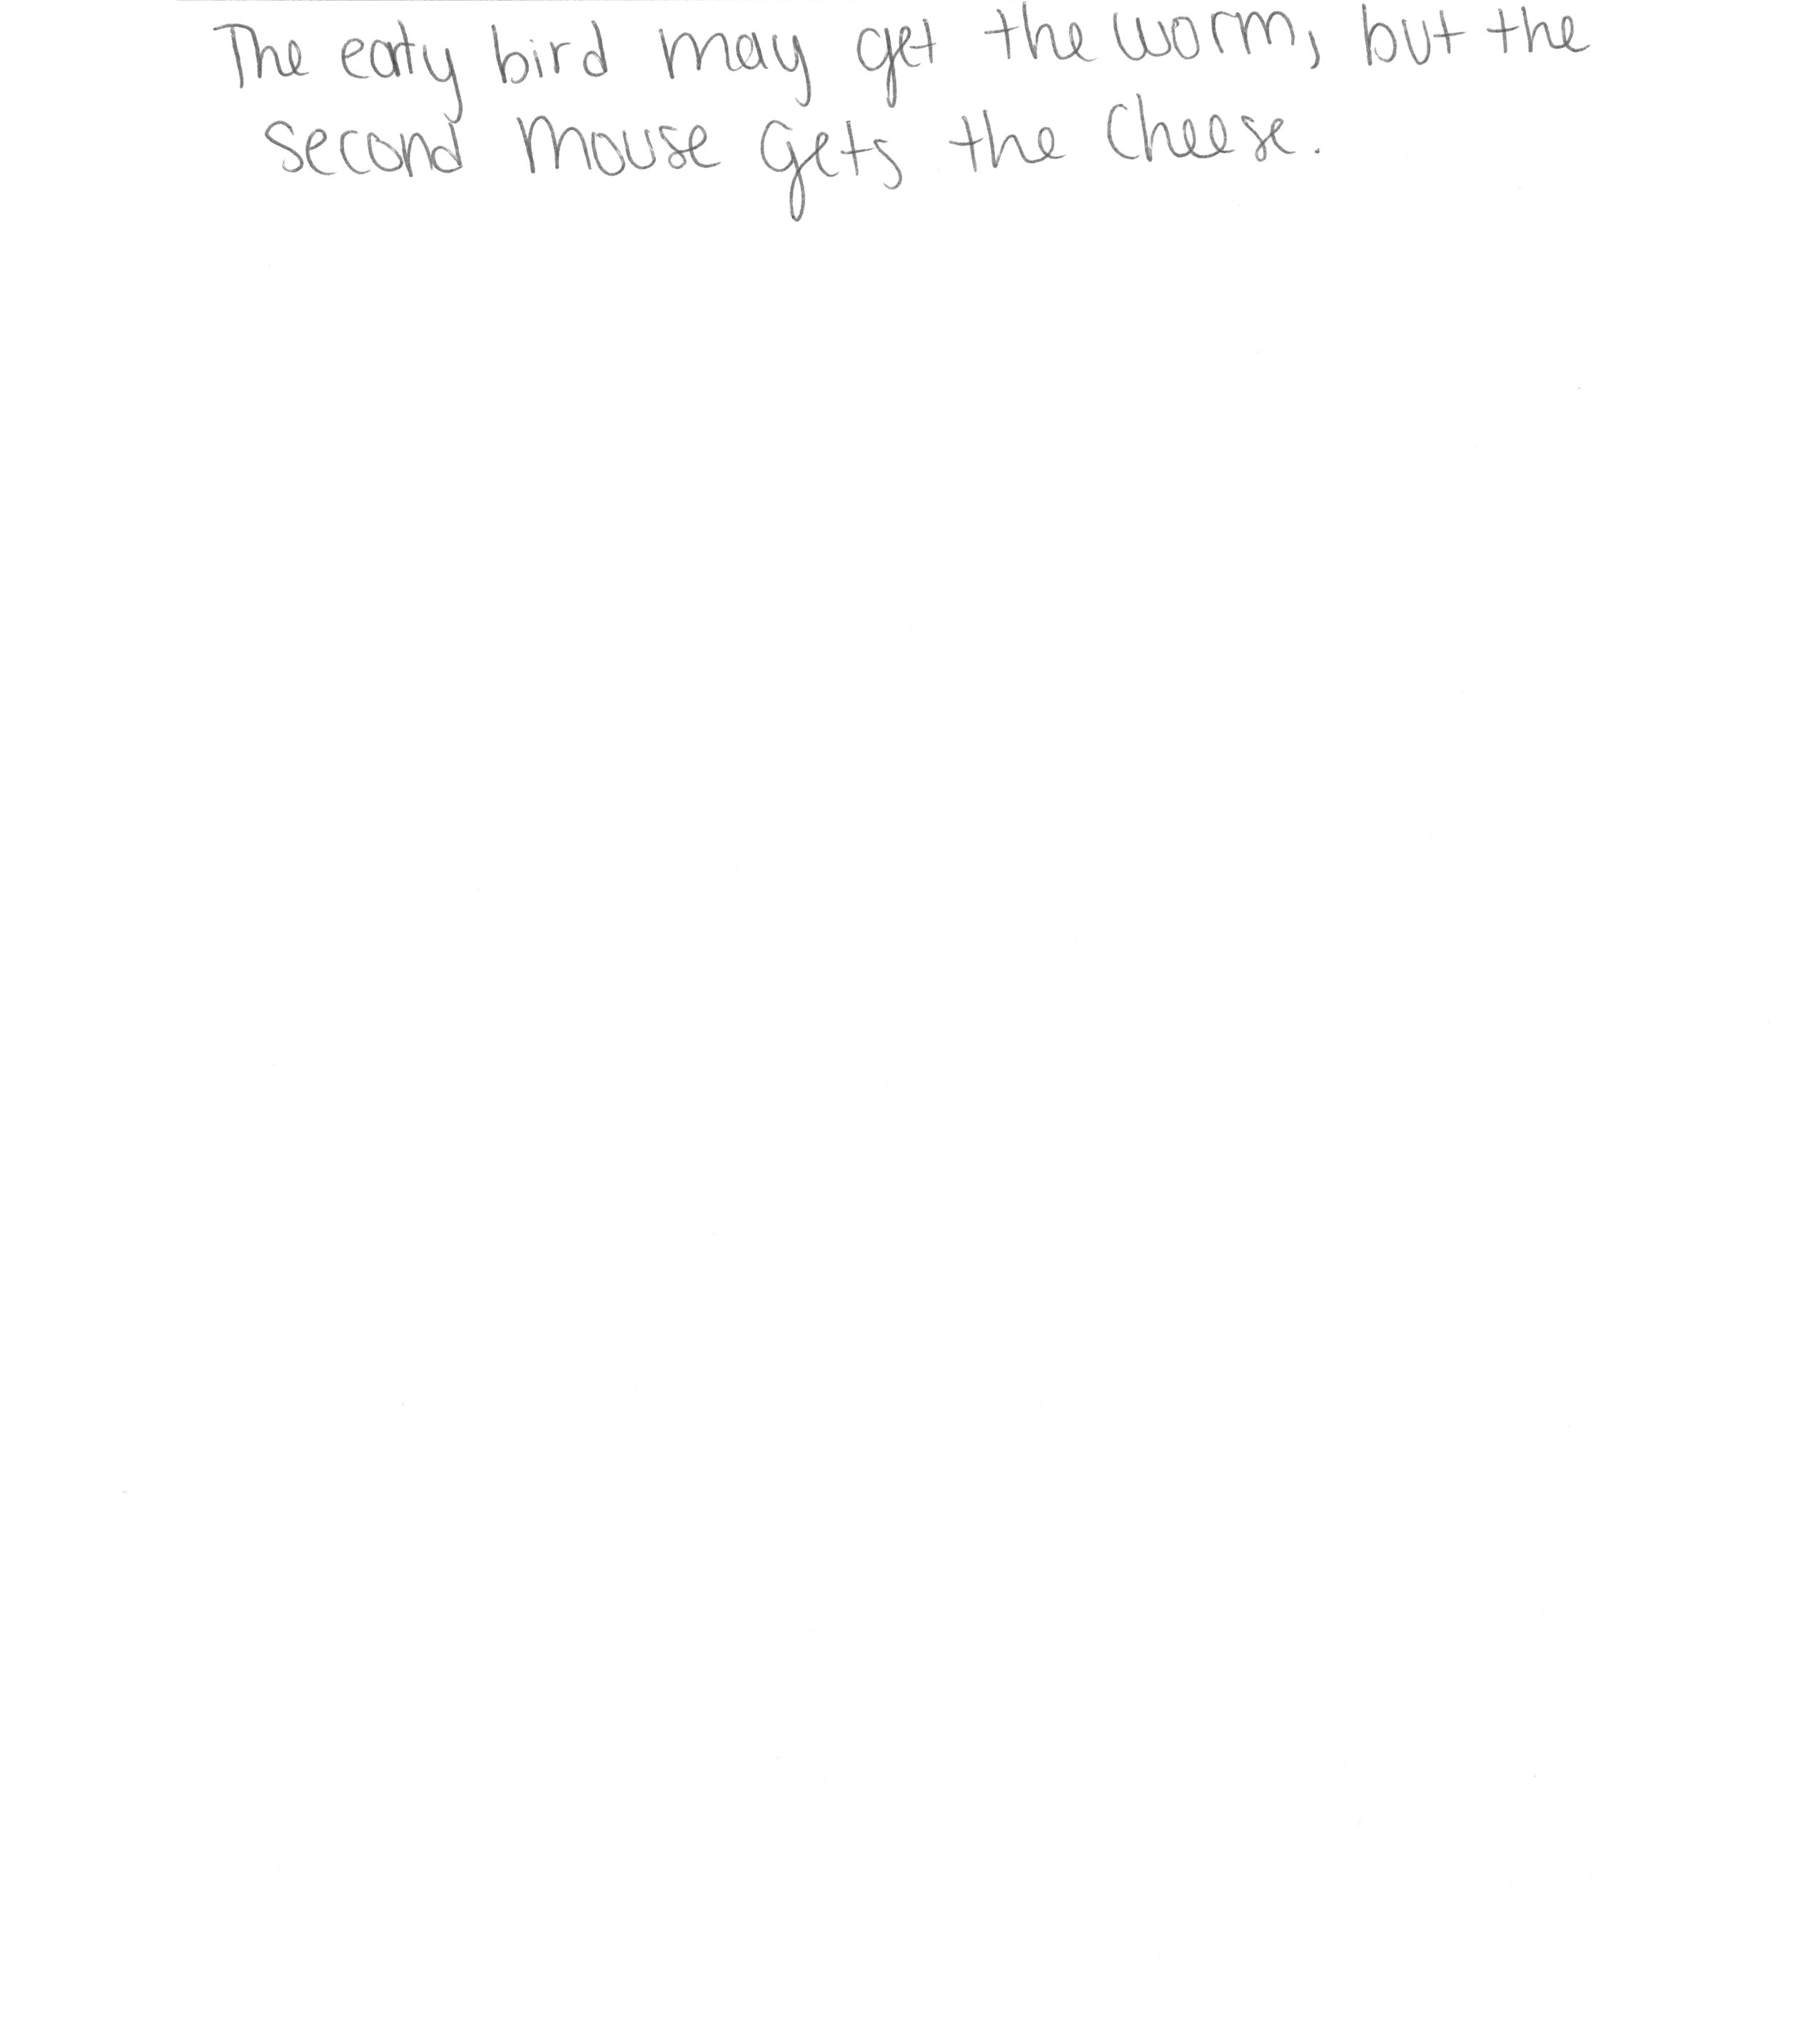 The early bird may get the worm, but the
second mouse gets the cheese.